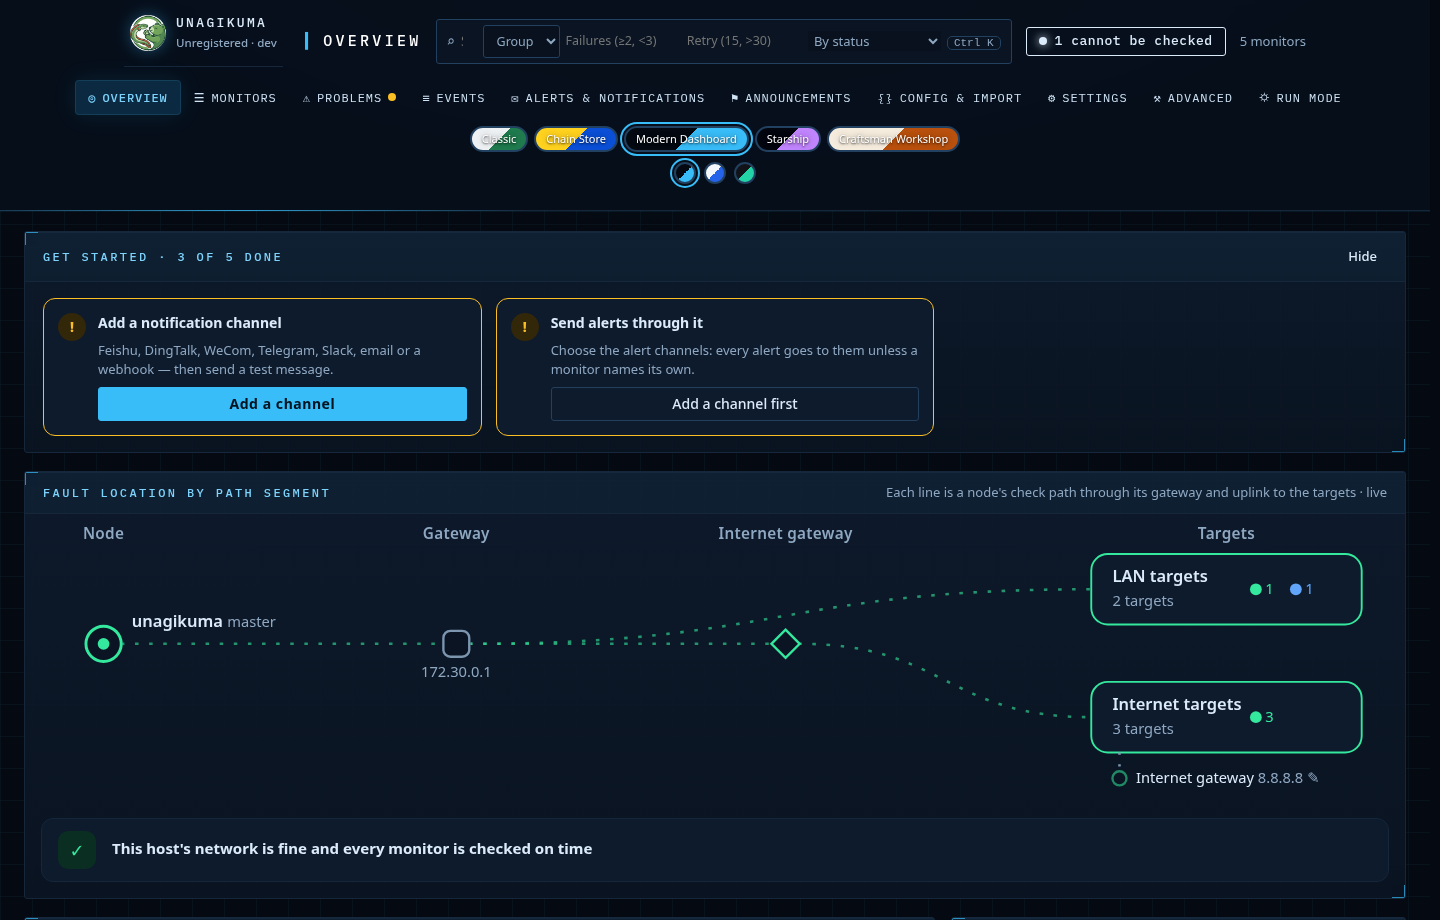 UNAGIKUMA
Unregistered · dev
OVERVIEW
Group
Failures (≥2, <3)
Retry (15, >30)
By status
Ctrl K
1 cannot be checked
5 monitors
OVERVIEW
MONITORS
PROBLEMS
EVENTS
ALERTS & NOTIFICATIONS
ANNOUNCEMENTS
{} CONFIG & IMPORT
SETTINGS
ADVANCED
RUN MODE
Classic
Chain Store
Modern Dashboard
Starship
Craftsman Workshop
GET STARTED · 3 OF 5 DONE
Hide
! Add a notification channel
Feishu, DingTalk, WeCom, Telegram, Slack, email or a
webhook — then send a test message.
Add a channel
! Send alerts through it
Choose the alert channels: every alert goes to them unless a
monitor names its own.
Add a channel first
FAULT LOCATION BY PATH SEGMENT
Each line is a node's check path through its gateway and uplink to the targets · live
Node
Gateway
Internet gateway
Targets
LAN targets
2 targets
1
1
unagikuma master
172.30.0.1
Internet targets
3 targets
3
Internet gateway 8.8.8.8 ✎
✓ This host's network is fine and every monitor is checked on time